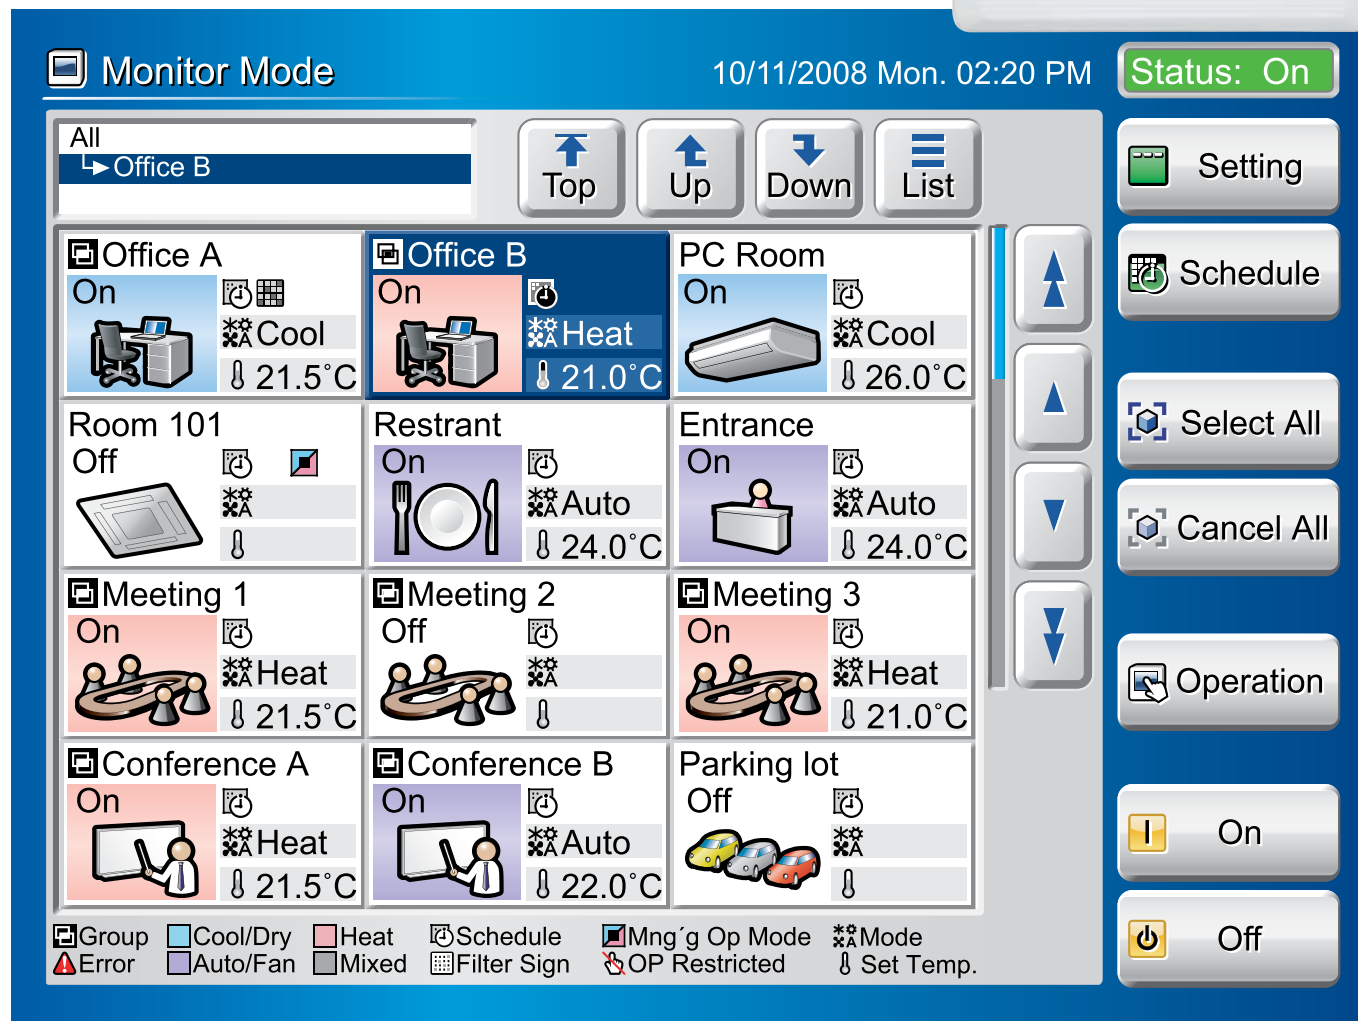 Monitor Mode
10/11/2008 Mon. 02:20 PM
Status: On
All
Office B
Top
Up
Down
List
Setting
Schedule
Select All
Cancel All
Operation
On
Off
Office A
On
Cool
21.5°C
Office B
On
Heat
21.0°C
PC Room
On
Cool
26.0°C
Room 101
Off
Restrant
On
Auto
24.0°C
Entrance
On
Auto
24.0°C
Meeting 1
On
Heat
21.5°C
Meeting 2
Off
Meeting 3
On
Heat
21.0°C
Conference A
On
Heat
21.5°C
Conference B
On
Auto
22.0°C
Parking lot
Off
Group Cool/Dry Heat Schedule Mng´g Op Mode Mode
Error Auto/Fan Mixed Filter Sign OP Restricted Set Temp.